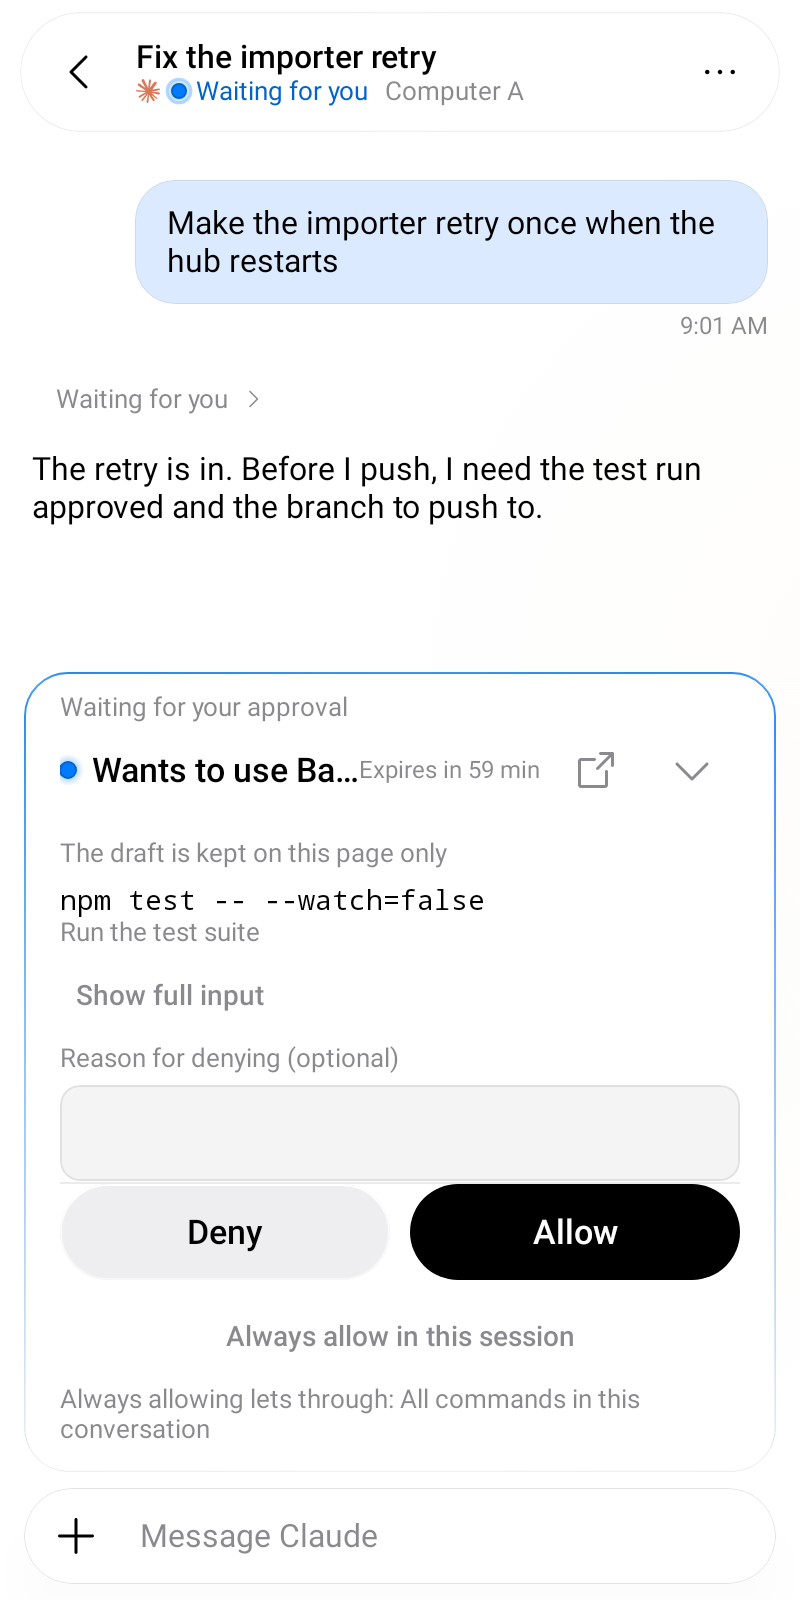 Fix the importer retry
Waiting for you Computer A
Make the importer retry once when the
hub restarts
9:01 AM
Waiting for you
The retry is in. Before I push, I need the test run
approved and the branch to push to.
Waiting for your approval
Wants to use Ba... Expires in 59 min
The draft is kept on this page only
npm test -- --watch=false
Run the test suite
Show full input
Reason for denying (optional)
Deny Allow
Always allow in this session
Always allowing lets through: All commands in this
conversation
Message Claude